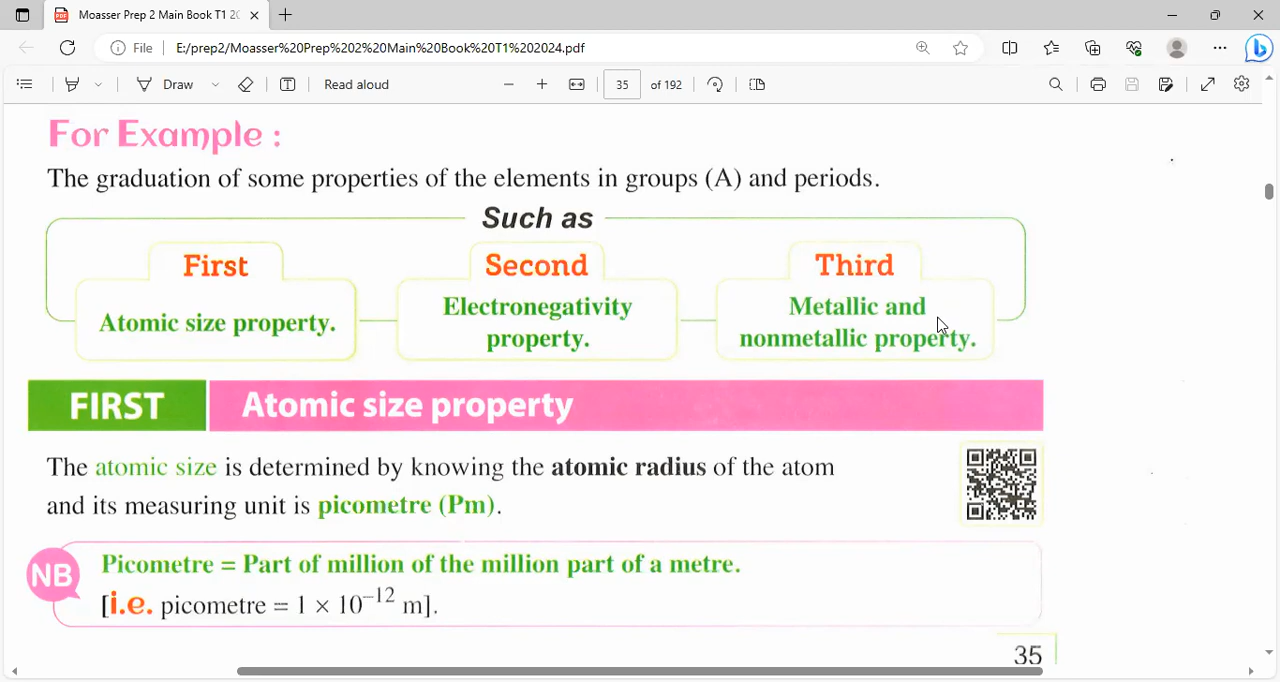 Moasser Prep 2 Main Book T1 20
File
E:/prep2/Moasser%20Prep%202%20Main%20Book%20T1%202024.pdf
Draw
Read aloud
35
of 192
For Example :
The graduation of some properties of the elements in groups (A) and periods.
Such as
First
Second
Third
Atomic size property.
Electronegativity
property.
Metallic and
nonmetallic property.
FIRST
Atomic size property
The atomic size is determined by knowing the atomic radius of the atom
and its measuring unit is picometre (Pm).
NB
Picometre = Part of million of the million part of a metre.
[i.e. picometre = 1 × 10⁻¹² m].
35